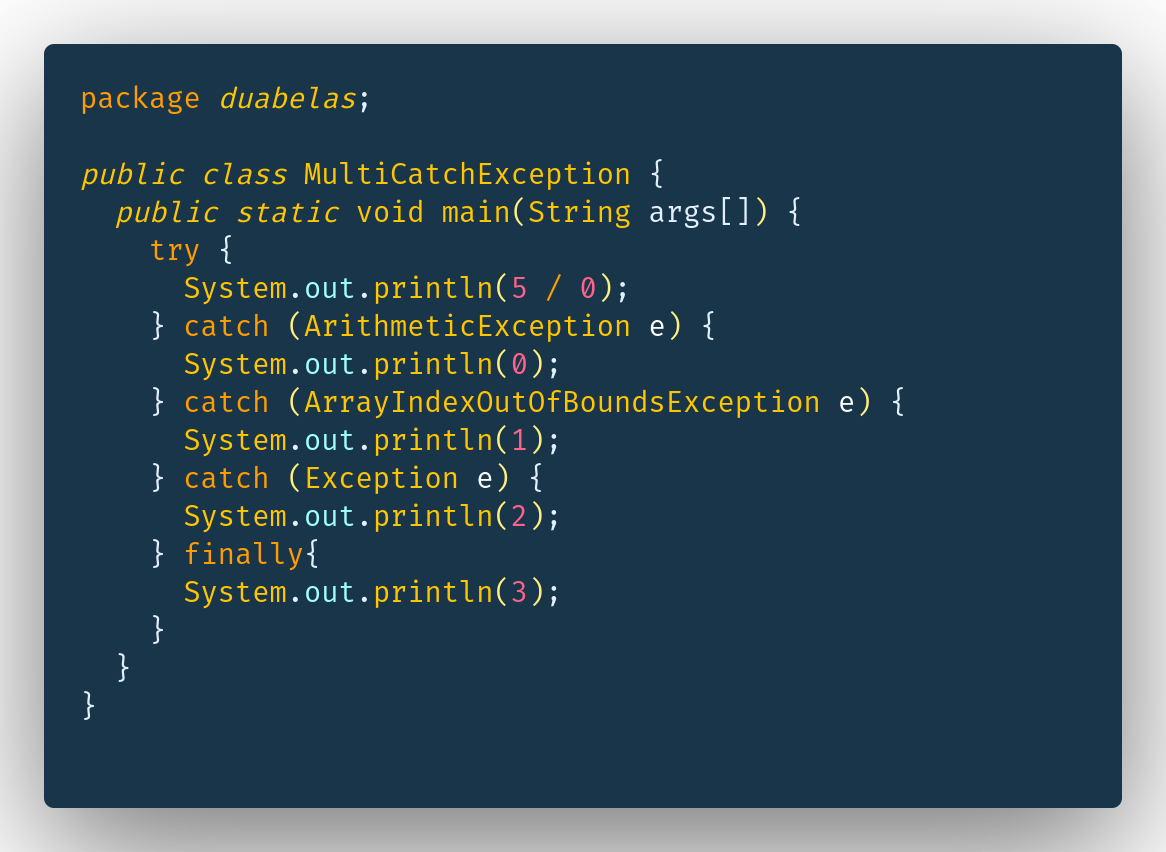 package duabelas;
public class MultiCatchException {
public static void main(String args[]) {
try {
System.out.println(5 / 0);
} catch (ArithmeticException e) {
System.out.println(0);
} catch (ArrayIndexOutOfBoundsException e) {
System.out.println(1);
} catch (Exception e) {
System.out.println(2);
} finally{
System.out.println(3);
}
}
}